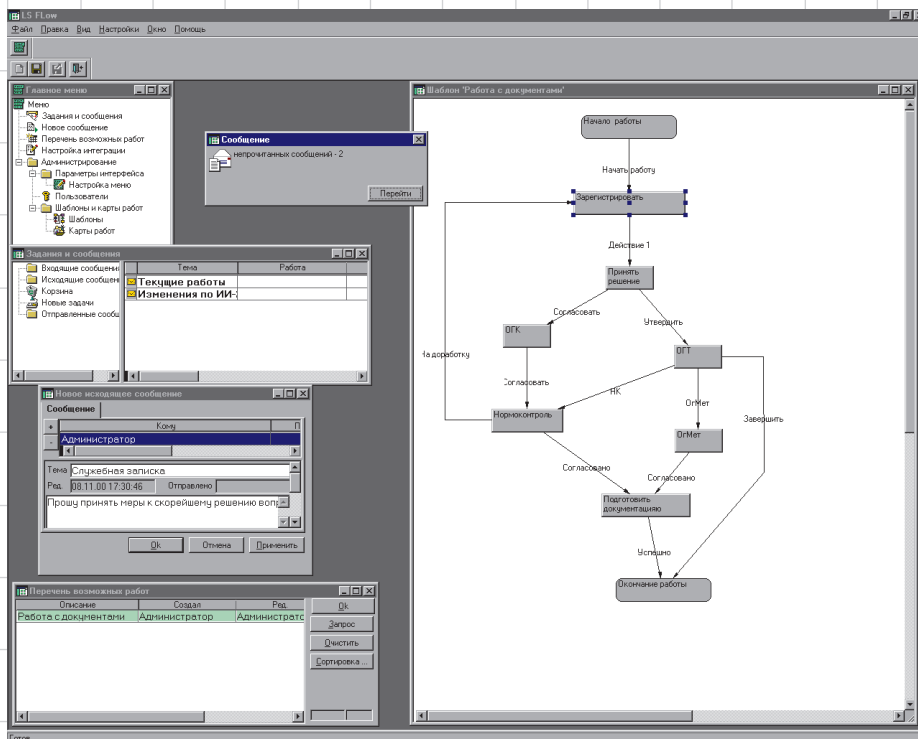 LS FLow
Файл Правка Вид Настройки Окно Помощь
Главное меню
Меню
Задания и сообщения
Новое сообщение
Перечень возможных работ
Настройка интеграции
Администрирование
Параметры интерфейса
Настройка меню
Пользователи
Шаблоны и карты работ
Шаблоны
Карты работ
Сообщение
непрочитанных сообщений - 2
Перейти
Задания и сообщения
Входящие сообщени
Исходящие сообщен
Корзина
Новые задачи
Отправленные сообщ
Тема Работа
Текущие работы
Изменения по ИИ-
Новое исходящее сообщение
Сообщение
+ Кому П
- Администратор
Тема Служебная записка
Ред. 08.11.00 17:30:46 Отправлено
Прошу принять меры к скорейшему решению вопр
Ok Отмена Применить
Перечень возможных работ
Описание Создал Ред.
Работа с документами Администратор Администрато
Ok
Запрос
Очистить
Сортировка ...
Шаблон 'Работа с документами'
Начало работы
Начать работу
Зарегистрировать
Действие 1
Принять
решение
Согласовать
Утвердить
ОГК
ОГТ
На доработку
Согласовать
НК
ОгМет
Завершить
Нормоконтроль
ОгМет
Согласовано
Согласовано
Подготовить
документацияю
Успешно
Окончание работы
Готов